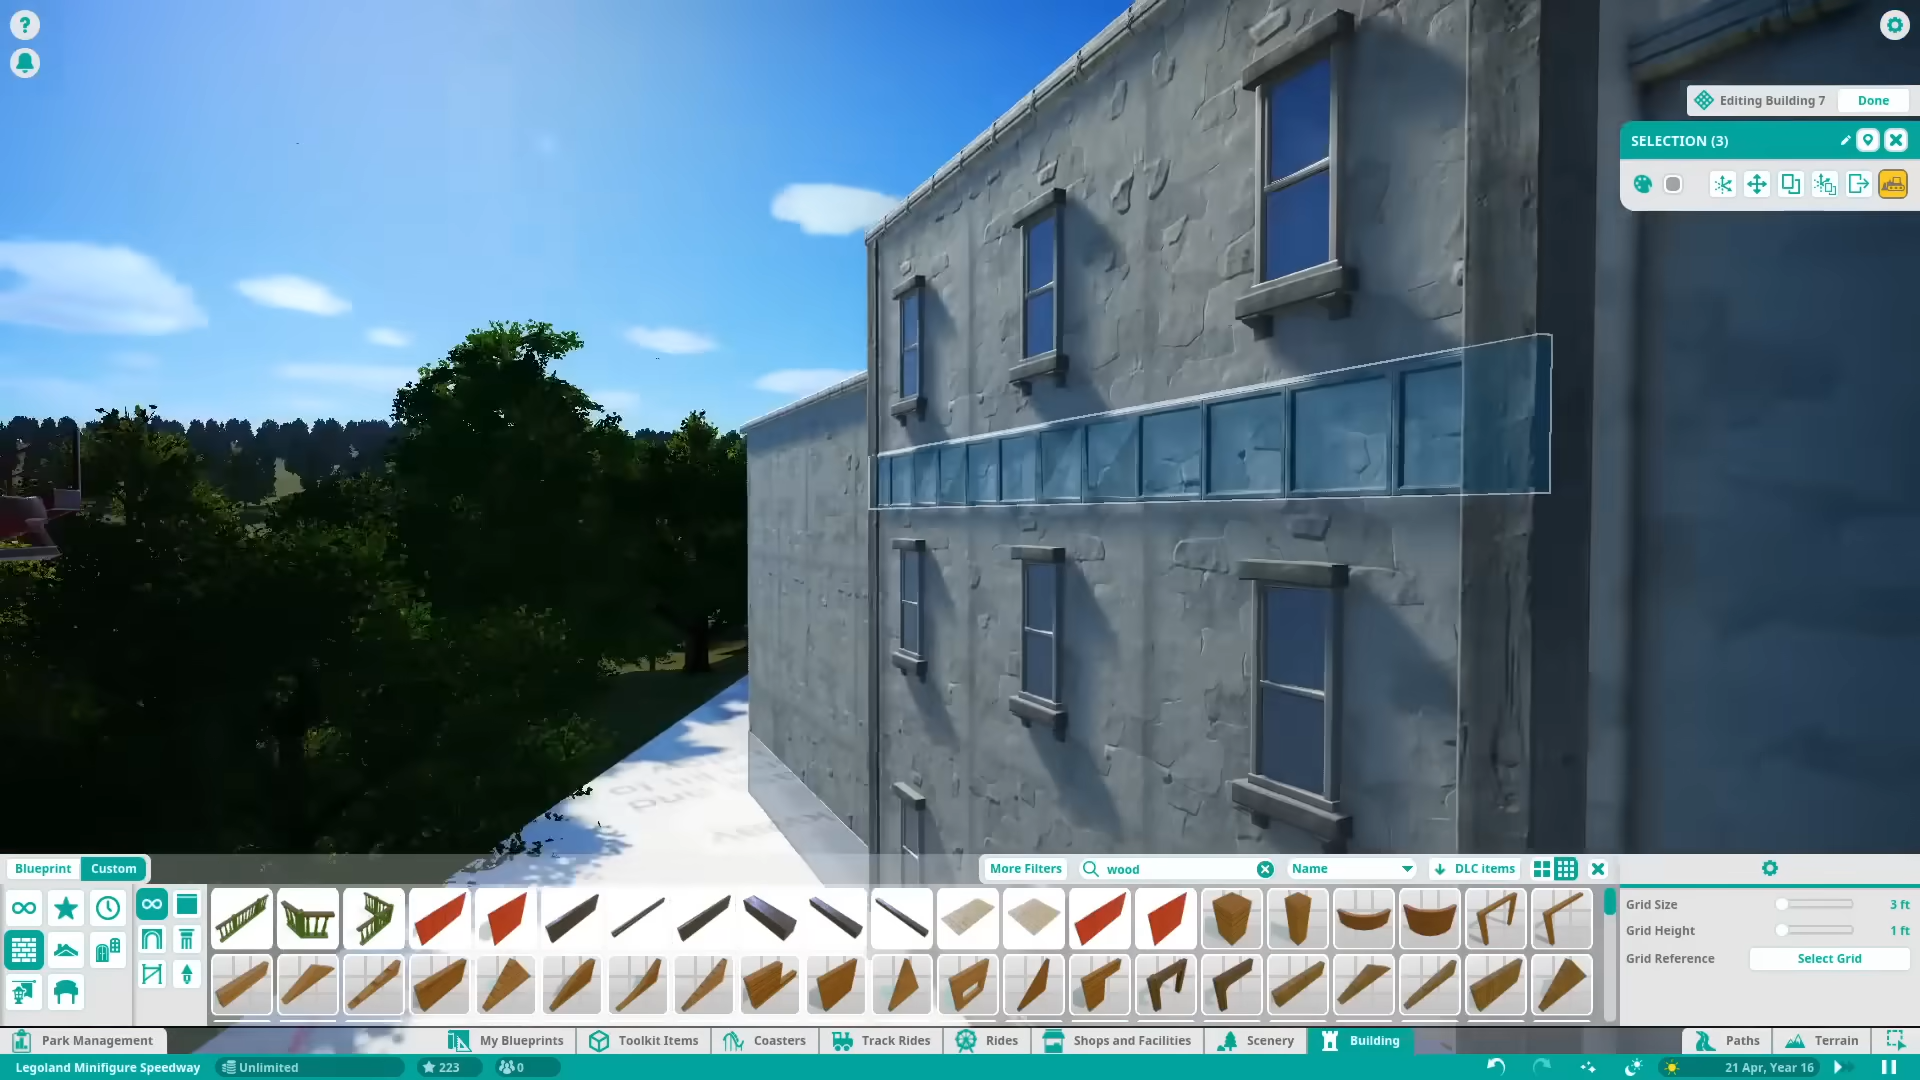 Editing Building 7
Done
SELECTION (3)
Blueprint
Custom
More Filters
wood
Name
DLC items
Grid Size
3 ft
Grid Height
1 ft
Grid Reference
Select Grid
Park Management
My Blueprints
Toolkit Items
Coasters
Track Rides
Rides
Shops and Facilities
Scenery
Building
Paths
Terrain
Legoland Minifigure Speedway
Unlimited
223
0
21 Apr, Year 16